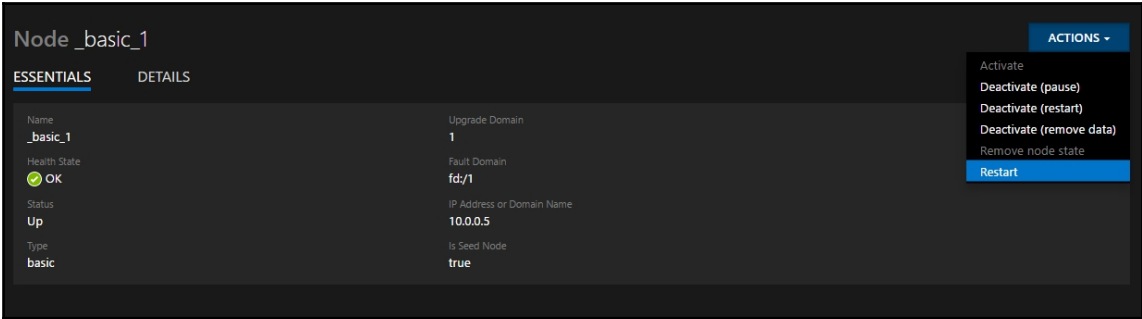 Node _basic_1
ACTIONS
ESSENTIALS DETAILS
Activate
Deactivate (pause)
Deactivate (restart)
Deactivate (remove data)
Remove node state
Restart
Name
_basic_1
Health State
OK
Status
Up
Type
basic
Upgrade Domain
1
Fault Domain
fd:/1
IP Address or Domain Name
10.0.0.5
Is Seed Node
true